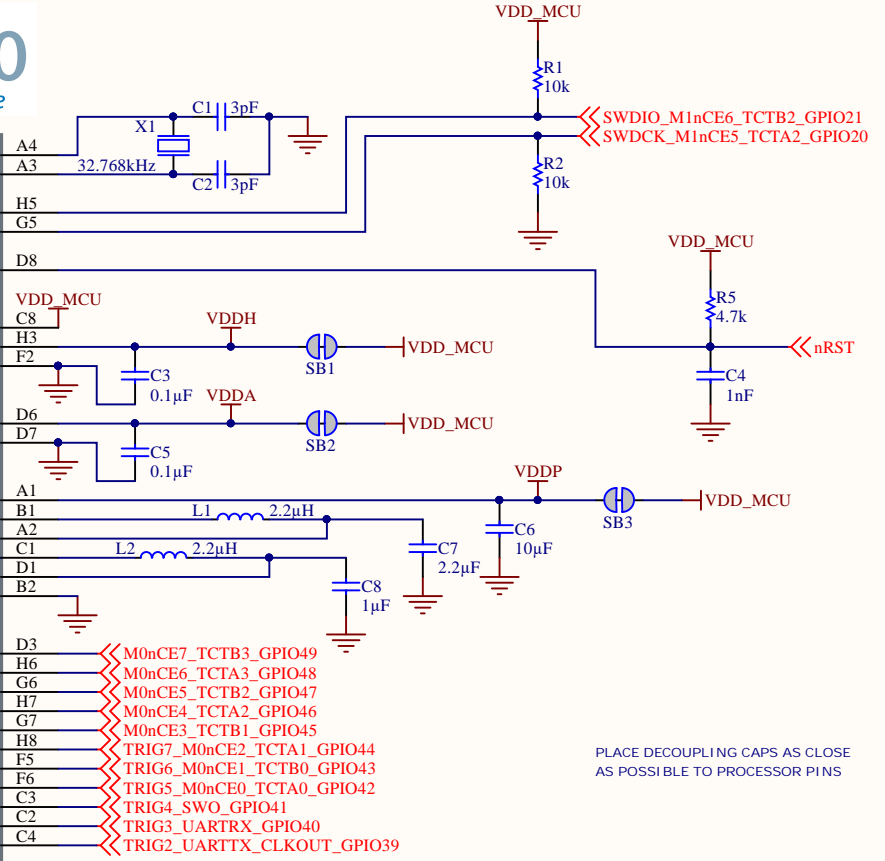 VDD_MCU
R1
10k
C1 3pF
X1
SWDIO_M1nCE6_TCTB2_GPIO21
SWDCK_M1nCE5_TCTA2_GPIO20
A4
A3
32.768kHz
C2 3pF
R2
10k
H5
G5
VDD_MCU
D8
R5
4.7k
VDD_MCU
C8
VDDH
H3
VDD_MCU
nRST
F2
SB1
C3
0.1µF
C4
1nF
VDDA
D6
VDD_MCU
D7
SB2
C5
0.1µF
VDDP
A1
VDD_MCU
B1
L1 2.2µH
SB3
A2
C6
10µF
C1
L2 2.2µH
C7
2.2µF
D1
B2
C8
1µF
D3 M0nCE7_TCTB3_GPIO49
H6 M0nCE6_TCTA3_GPIO48
G6 M0nCE5_TCTB2_GPIO47
H7 M0nCE4_TCTA2_GPIO46
G7 M0nCE3_TCTB1_GPIO45
H8 TRIG7_M0nCE2_TCTA1_GPIO44
F5 TRIG6_M0nCE1_TCTB0_GPIO43
F6 TRIG5_M0nCE0_TCTA0_GPIO42
C3 TRIG4_SWO_GPIO41
C2 TRIG3_UARTRX_GPIO40
C4 TRIG2_UARTTX_CLKOUT_GPIO39
PLACE DECOUPLING CAPS AS CLOSE
AS POSSIBLE TO PROCESSOR PINS